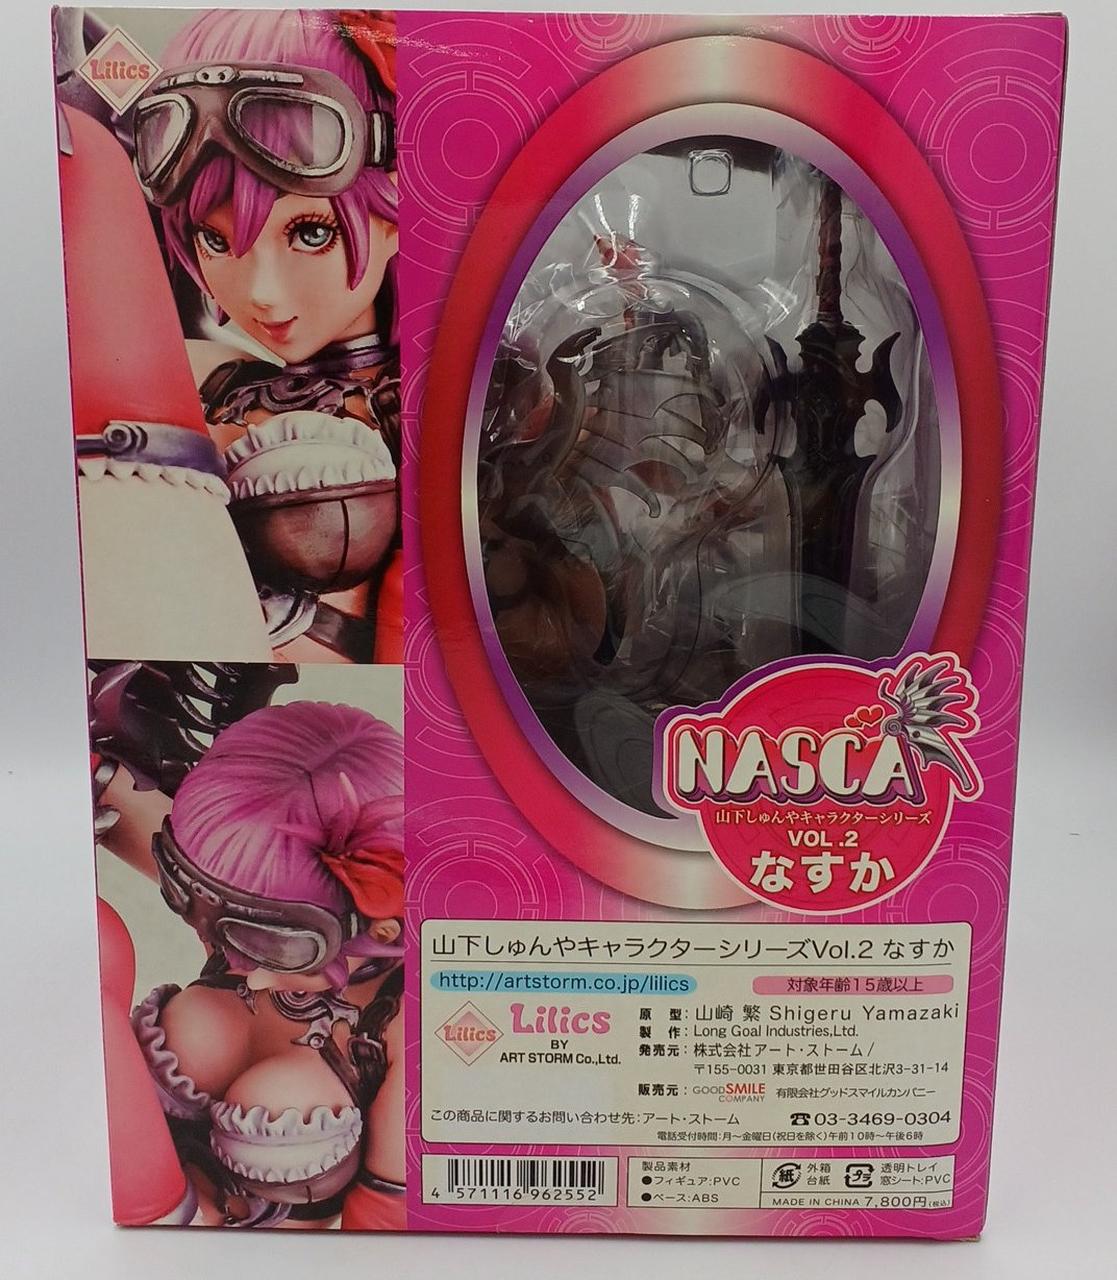 Lilics
NASCA
山下しゅんやキャラクターシリーズ
VOL.2
なすか
山下しゅんやキャラクターシリーズVol.2 なすか
http://artstorm.co.jp/lilics
対象年齢15歳以上
Lilics
Lilics
BY
ART STORM Co.,Ltd.
原 型：山崎 繁 Shigeru Yamazaki
製 作：Long Goal Industries,Ltd.
発売元：株式会社アート・ストーム/
〒155-0031 東京都世田谷区北沢3-31-14
販売元：GOOD SMILE COMPANY 有限会社グッドスマイルカンパニー
この商品に関するお問い合わせ先：アート・ストーム ☎03-3469-0304
電話受付時間：月〜金曜日(祝日を除く)午前10時〜午後6時
4 571116 962552
製品素材
●フィギュア：PVC
●ベース：ABS
紙 外箱 台紙
プラ 透明トレイ 窓シート:PVC
MADE IN CHINA 7,800円(税込)